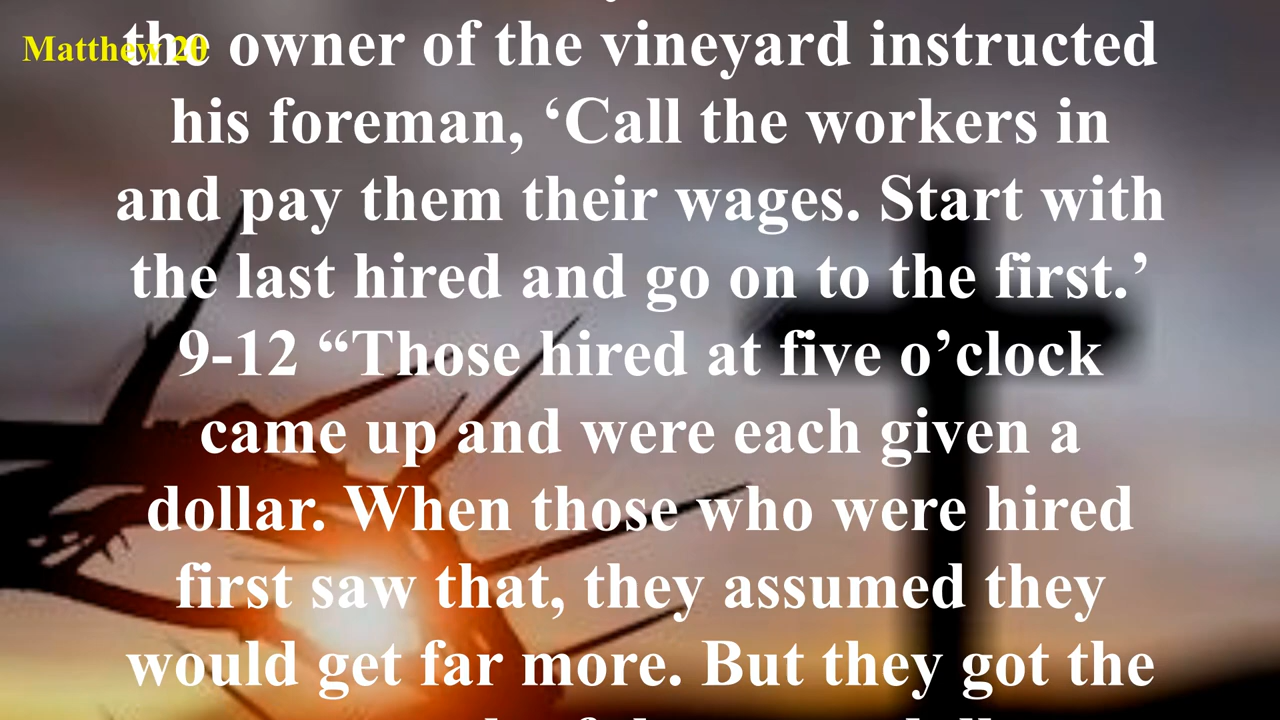 Matthew 20
the owner of the vineyard instructed
his foreman, ‘Call the workers in
and pay them their wages. Start with
the last hired and go on to the first.’
9-12 “Those hired at five o’clock
came up and were each given a
dollar. When those who were hired
first saw that, they assumed they
would get far more. But they got the